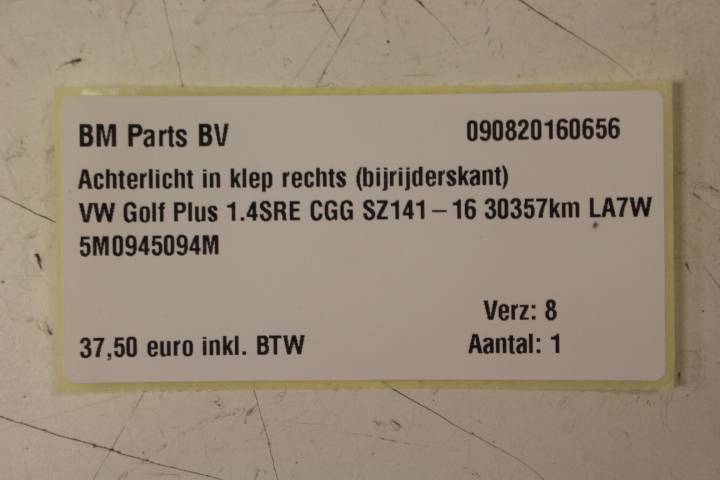 BM Parts BV 090820160656
Achterlicht in klep rechts (bijrijderskant)
VW Golf Plus 1.4SRE CGG SZ141 – 16 30357km LA7W
5M0945094M
Verz: 8
37,50 euro inkl. BTW Aantal: 1